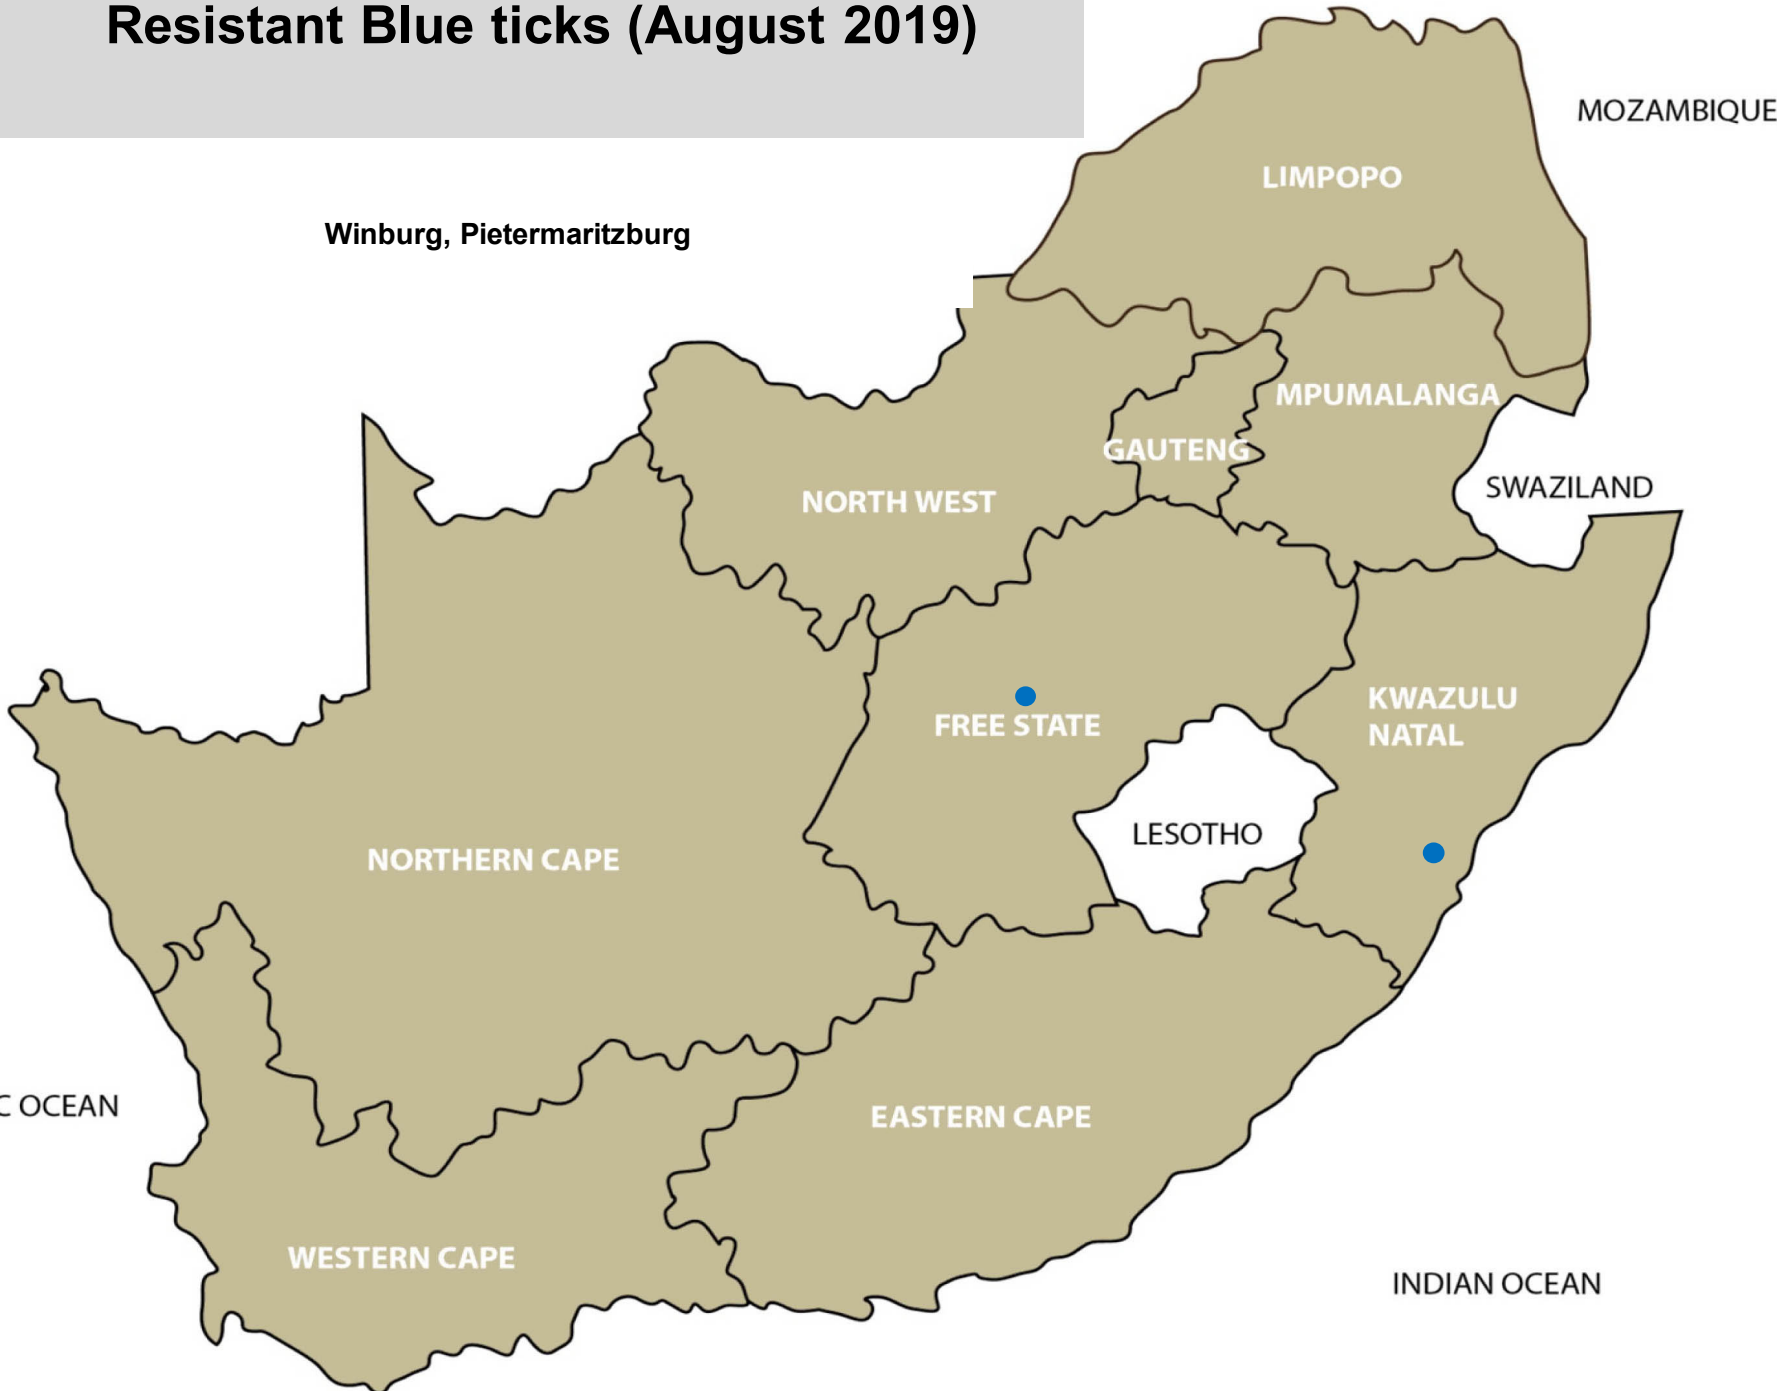 Resistant Blue ticks (August 2019)
MOZAMBIQUE
LIMPOPO
Winburg, Pietermaritzburg
MPUMALANGA
GAUTENG
SWAZILAND
NORTH WEST
KWAZULU
NATAL
FREE STATE
LESOTHO
NORTHERN CAPE
C OCEAN
EASTERN CAPE
WESTERN CAPE
INDIAN OCEAN